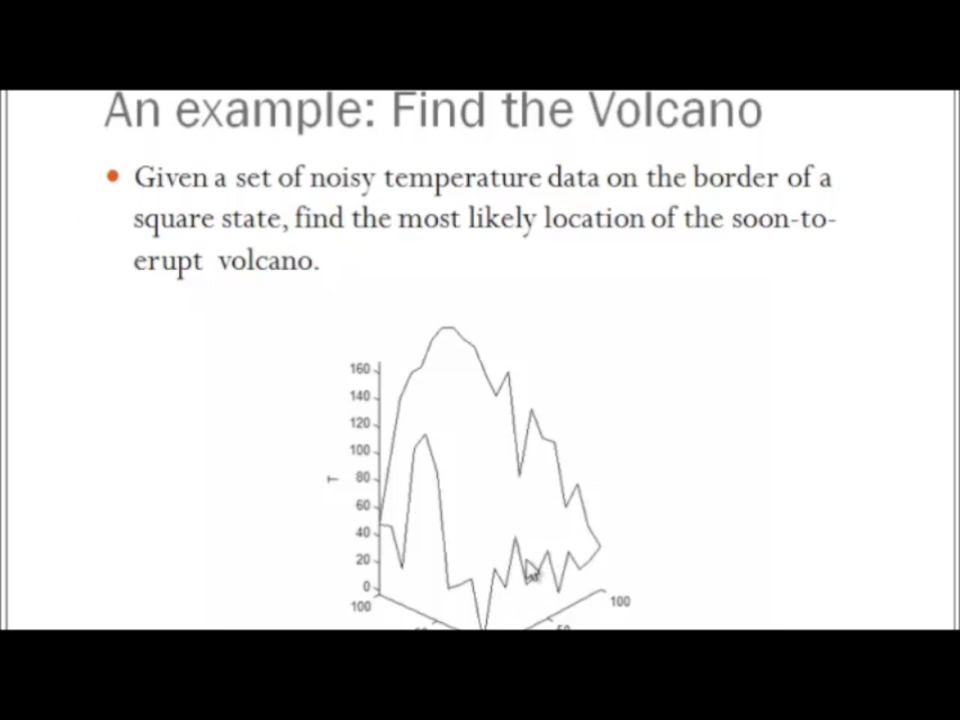 An example: Find the Volcano
• Given a set of noisy temperature data on the border of a
square state, find the most likely location of the soon-to-
erupt volcano.
160
140
120
100
80
T
60
40
20
0
100
100